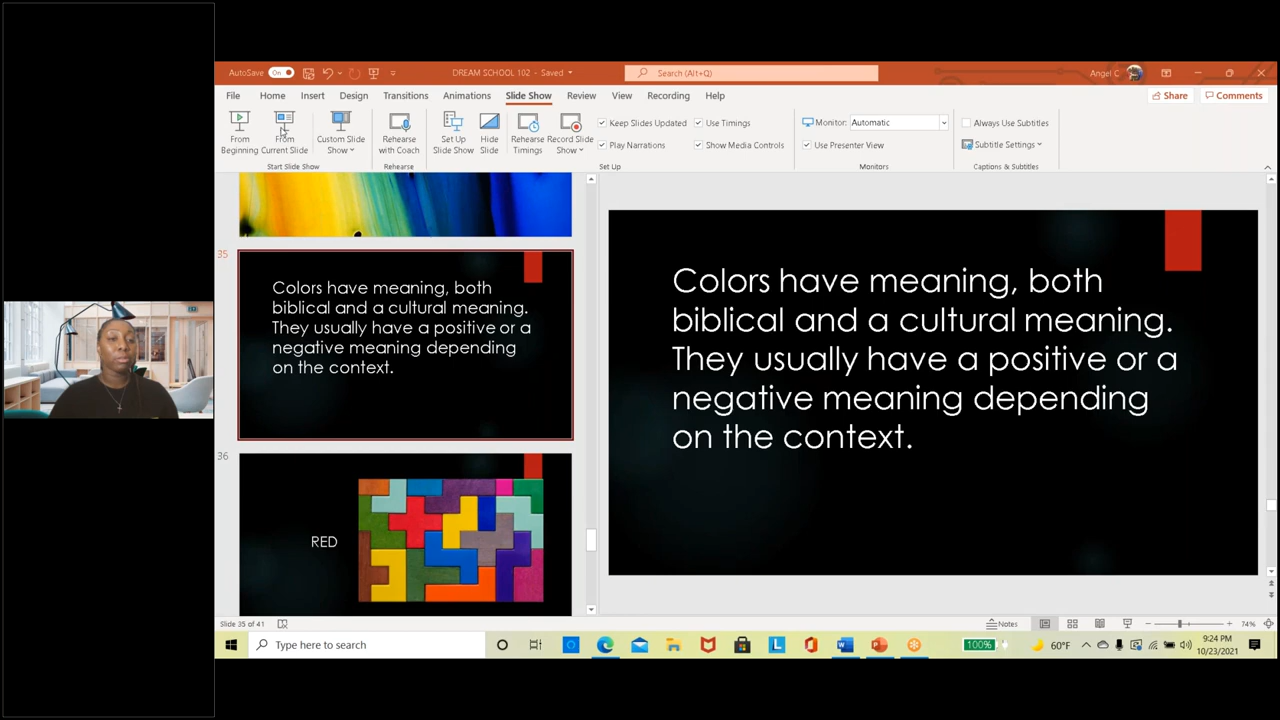 AutoSave On DREAM SCHOOL 102 - Saved Search (Alt+Q) Angel C
File Home Insert Design Transitions Animations Slide Show Review View Recording Help Share Comments
From Beginning
From Current Slide
Custom Slide Show
Start Slide Show
Rehearse with Coach
Rehearse
Set Up Slide Show
Hide Slide
Rehearse Timings
Record Slide Show
Keep Slides Updated
Play Narrations
Use Timings
Show Media Controls
Set Up
Monitor: Automatic
Use Presenter View
Monitors
Always Use Subtitles
Subtitle Settings
Captions & Subtitles
35
Colors have meaning, both
biblical and a cultural meaning.
They usually have a positive or a
negative meaning depending
on the context.
36
RED
Colors have meaning, both
biblical and a cultural meaning.
They usually have a positive or a
negative meaning depending
on the context.
Slide 35 of 41 Notes 74%
Type here to search 100% 60°F 9:24 PM
10/23/2021